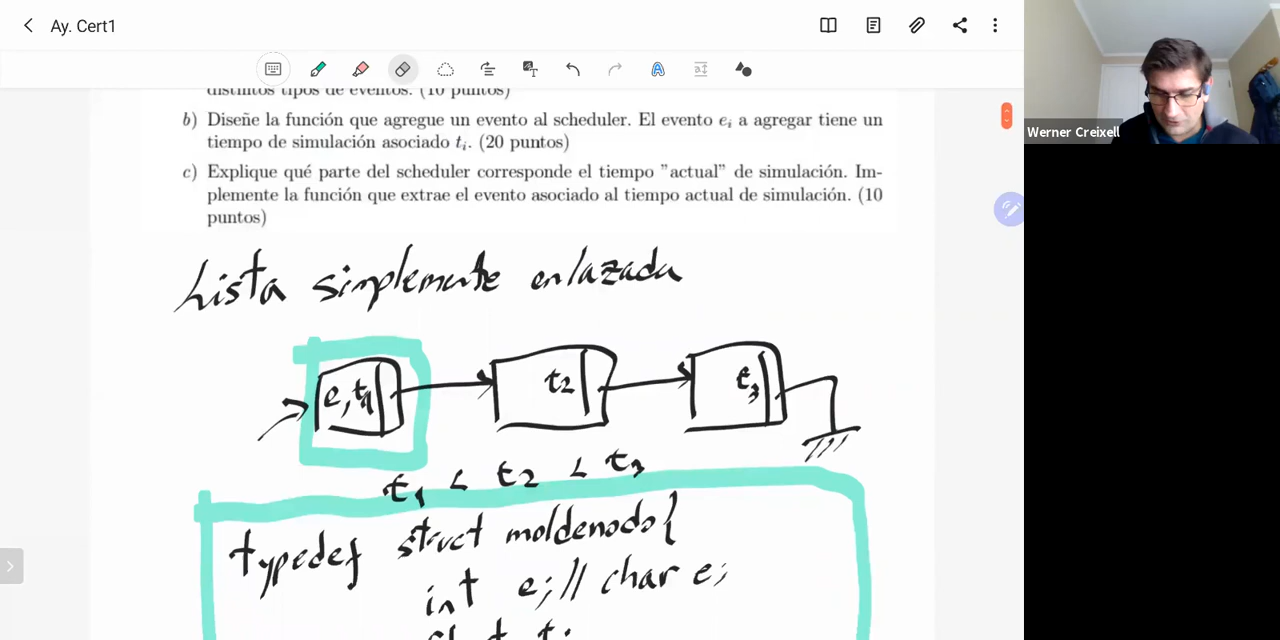 Ay. Cert1
distintos tipos de eventos. (10 puntos)
b) Diseñe la función que agregue un evento al scheduler. El evento ei a agregar tiene un
tiempo de simulación asociado ti. (20 puntos)
Werner Creixell
c) Explique qué parte del scheduler corresponde el tiempo "actual" de simulación. Im-
plemente la función que extrae el evento asociado al tiempo actual de simulación. (10
puntos)
Lista simplemente enlazada
e, t1
t2
t3
t1 < t2 < t3
typedef struct moldenodo{
int e; // char e;